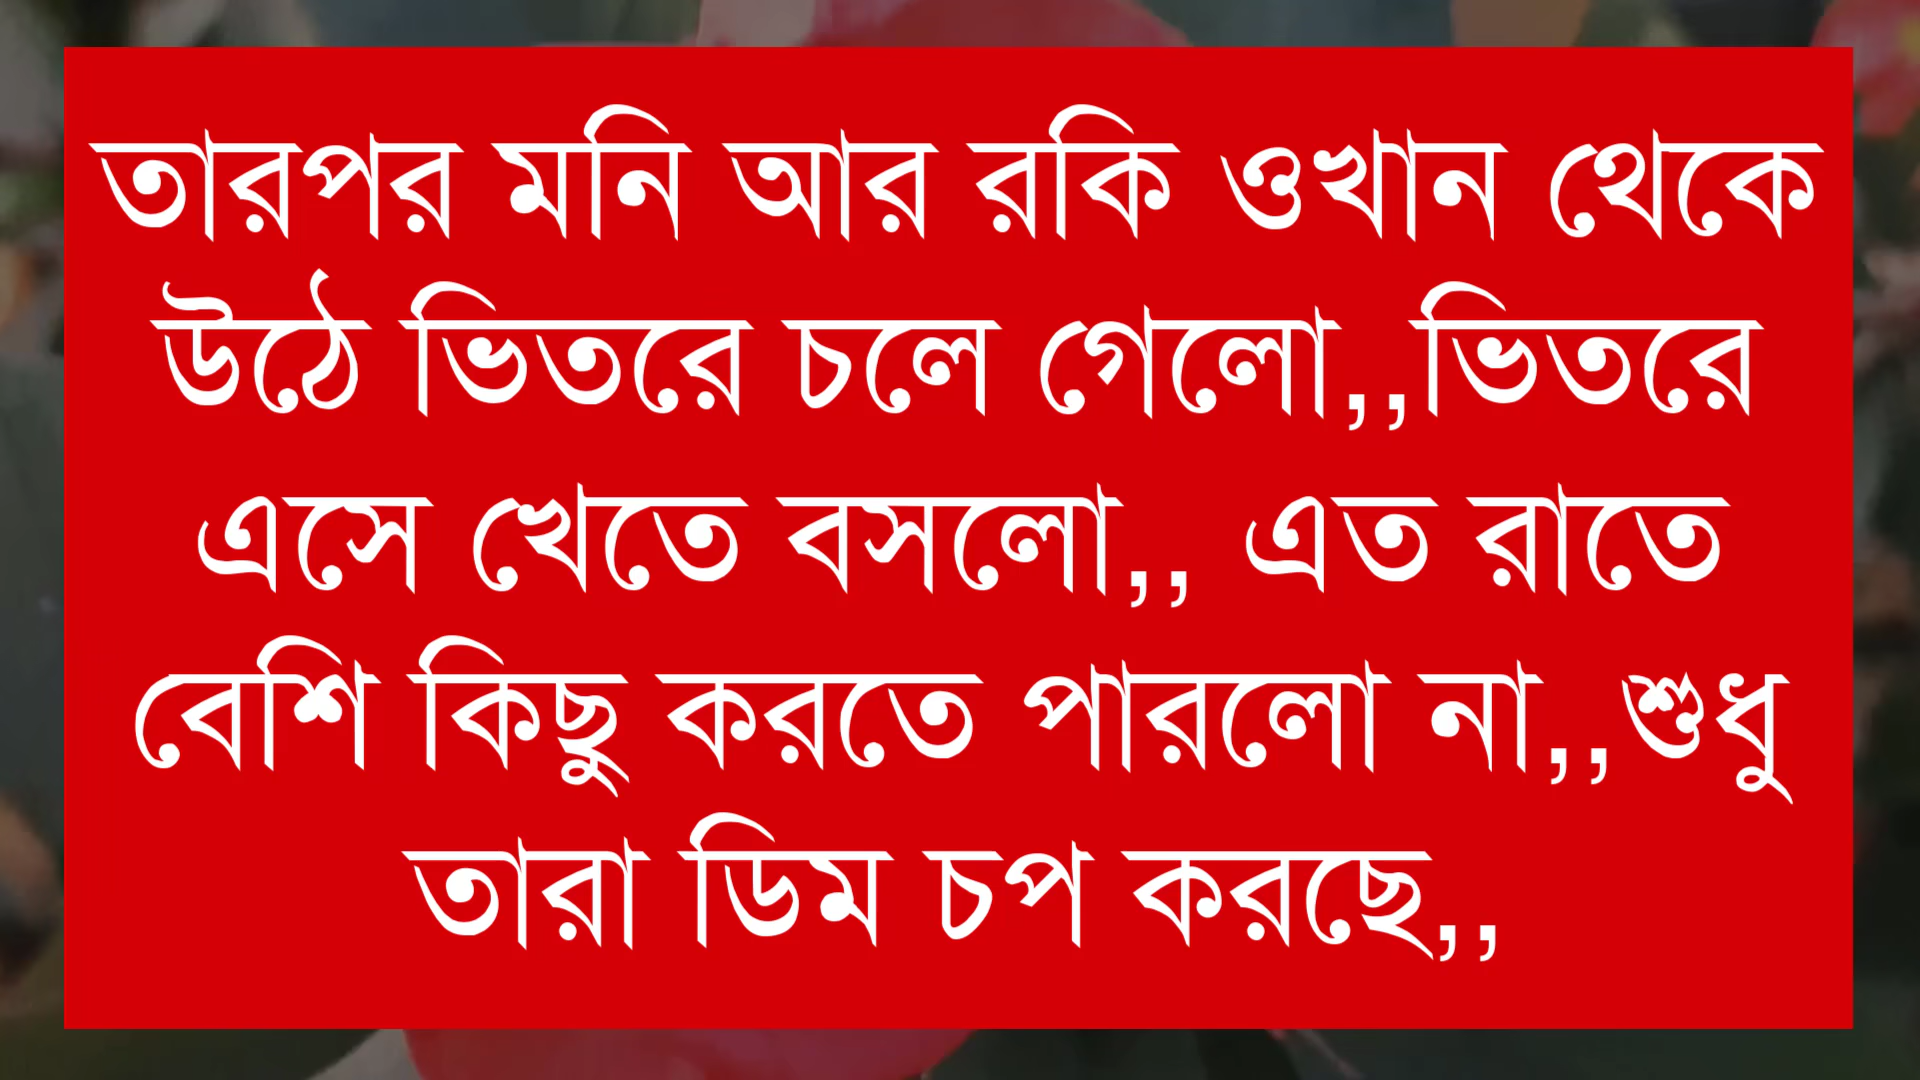 তারপর মনি আর রকি ওখান থেকে
উঠে ভিতরে চলে গেলো,,ভিতরে
এসে খেতে বসলো,, এত রাতে
বেশি কিছু করতে পারলো না,,শুধু
তারা ডিম চপ করছে,,